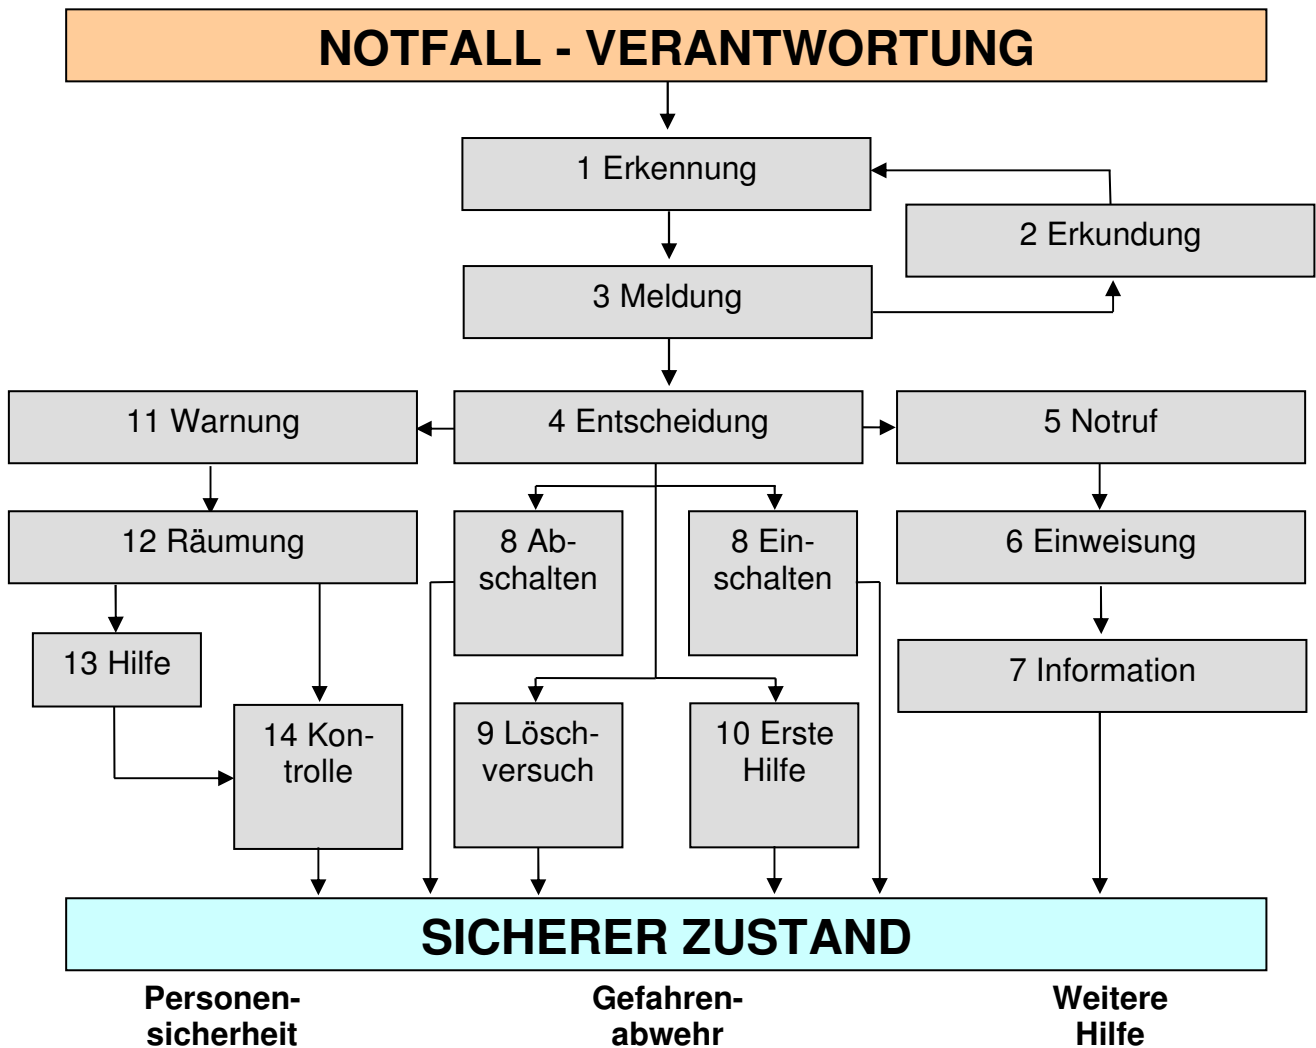 NOTFALL - VERANTWORTUNG
1 Erkennung
2 Erkundung
3 Meldung
11 Warnung
4 Entscheidung
5 Notruf
12 Räumung
8 Ab-
schalten
8 Ein-
schalten
6 Einweisung
13 Hilfe
7 Information
14 Kon-
trolle
9 Lösch-
versuch
10 Erste
Hilfe
SICHERER ZUSTAND
Personen-
sicherheit
Gefahren-
abwehr
Weitere
Hilfe